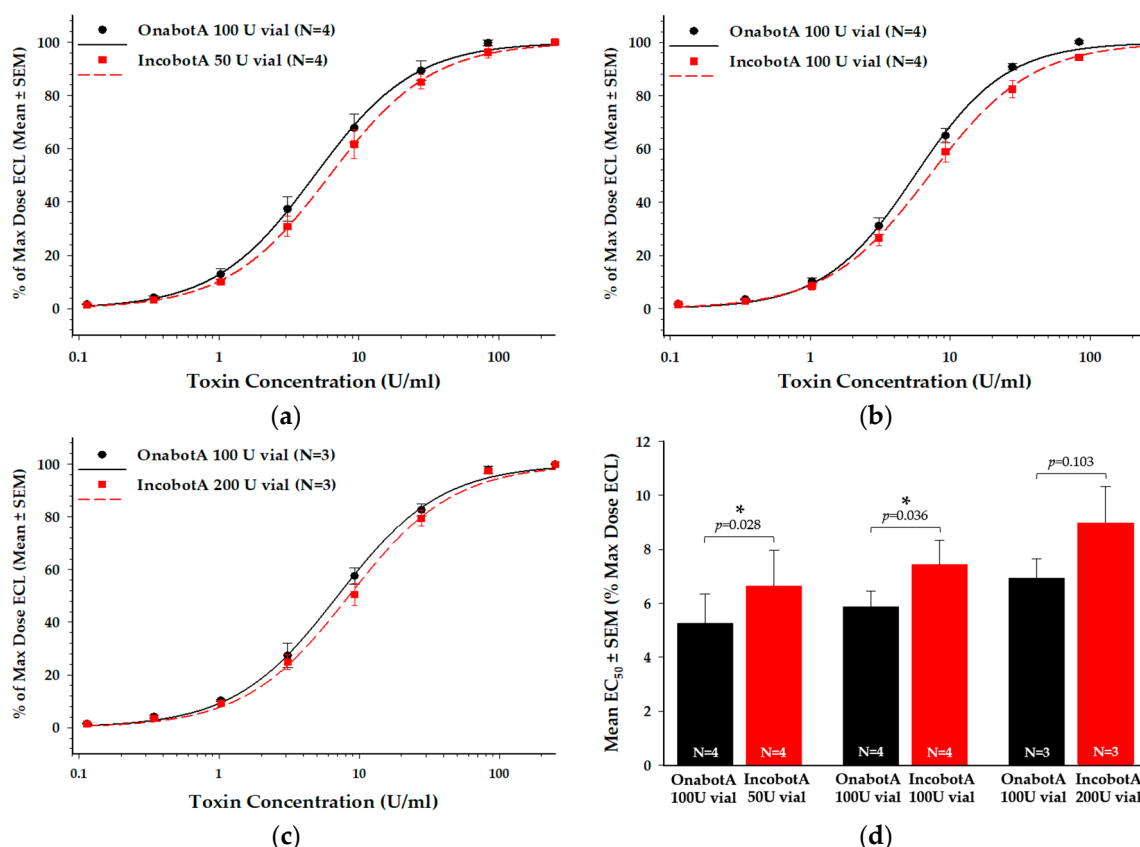 OnabotA 100 U vial (N=4)
IncobotA 50 U vial (N=4)
% of Max Dose ECL (Mean ± SEM)
100
80
60
40
20
0
0.1
1
10
100
Toxin Concentration (U/ml)
(a)
OnabotA 100 U vial (N=4)
IncobotA 100 U vial (N=4)
% of Max Dose ECL (Mean ± SEM)
100
80
60
40
20
0
0.1
1
10
100
Toxin Concentration (U/ml)
(b)
OnabotA 100 U vial (N=3)
IncobotA 200 U vial (N=3)
% of Max Dose ECL (Mean ± SEM)
100
80
60
40
20
0
0.1
1
10
100
Toxin Concentration (U/ml)
(c)
Mean EC50 ± SEM (% Max Dose ECL)
12
10
8
6
4
2
0
*
p=0.028
*
p=0.036
p=0.103
N=4
N=4
N=4
N=4
N=3
N=3
OnabotA IncobotA OnabotA IncobotA OnabotA IncobotA
100U vial 50U vial 100U vial 100U vial 100U vial 200U vial
(d)